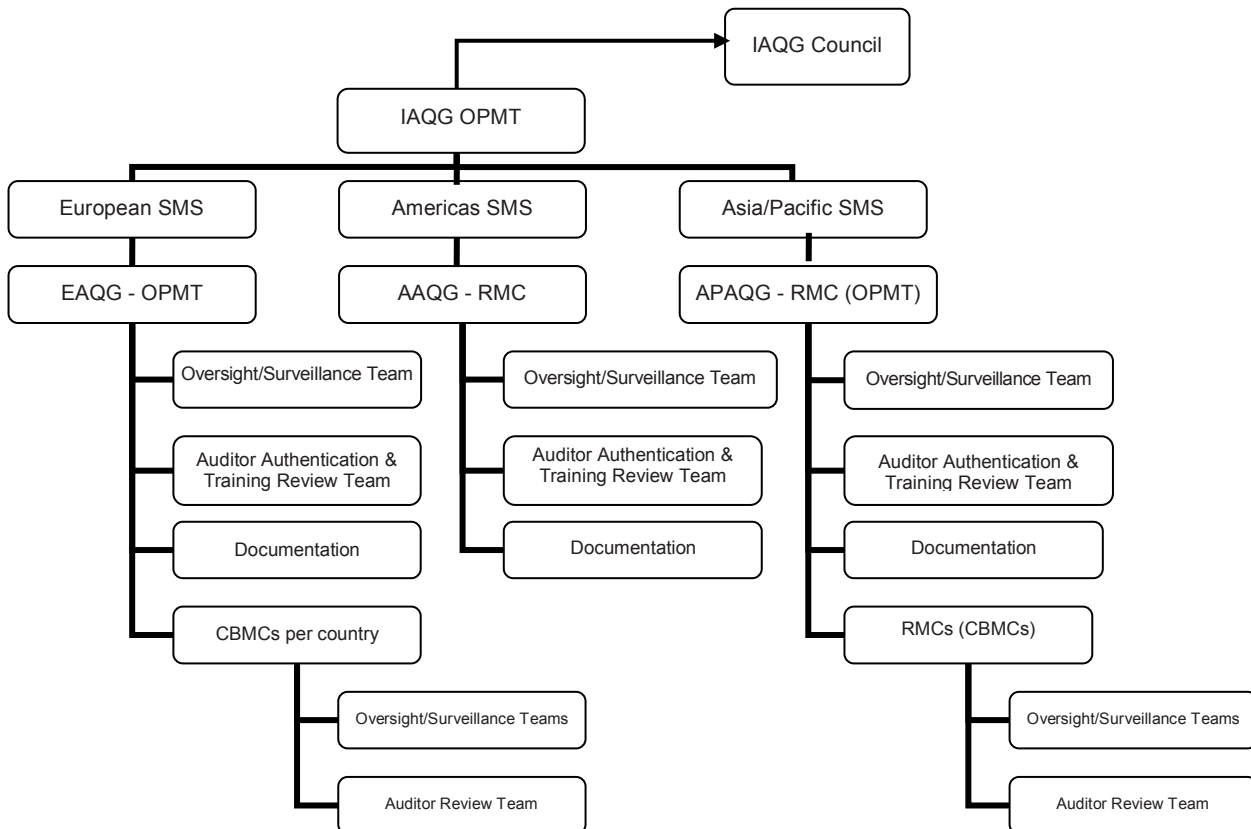 IAQG Council
IAQG OPMT
European SMS
Americas SMS
Asia/Pacific SMS
EAQG - OPMT
AAQG - RMC
APAQG - RMC (OPMT)
Oversight/Surveillance Team
Oversight/Surveillance Team
Oversight/Surveillance Team
Auditor Authentication &
Training Review Team
Auditor Authentication &
Training Review Team
Auditor Authentication &
Training Review Team
Documentation
Documentation
Documentation
CBMCs per country
RMCs (CBMCs)
Oversight/Surveillance Teams
Oversight/Surveillance Teams
Auditor Review Team
Auditor Review Team